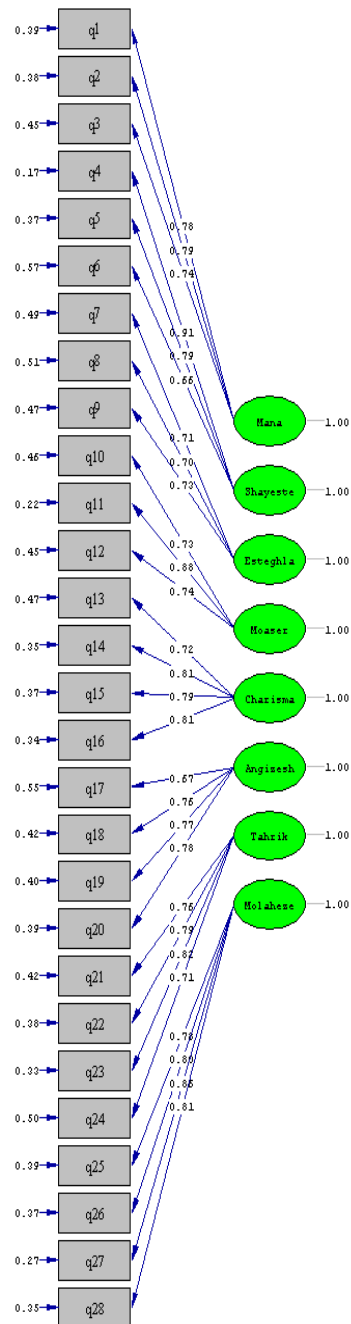 0.39 q1
0.38 q2
0.45 q3
0.17 q4
0.37 q5
0.57 q6
0.49 q7
0.51 q8
0.47 q9
0.46 q10
0.22 q11
0.45 q12
0.47 q13
0.35 q14
0.37 q15
0.34 q16
0.55 q17
0.42 q18
0.40 q19
0.39 q20
0.42 q21
0.38 q22
0.33 q23
0.50 q24
0.39 q25
0.37 q26
0.27 q27
0.35 q28
0.78
0.79
0.74
0.91
0.79
0.71
0.70
0.73
0.73
0.88
0.74
0.72
0.81
0.79
0.81
0.67
0.76
0.77
0.78
0.76
0.79
0.82
0.71
0.78
0.80
0.85
0.81
Mana 1.00
Shayeste 1.00
Esteghla 1.00
Moaser 1.00
Charisma 1.00
Angizesh 1.00
Tahrik 1.00
Molaheze 1.00